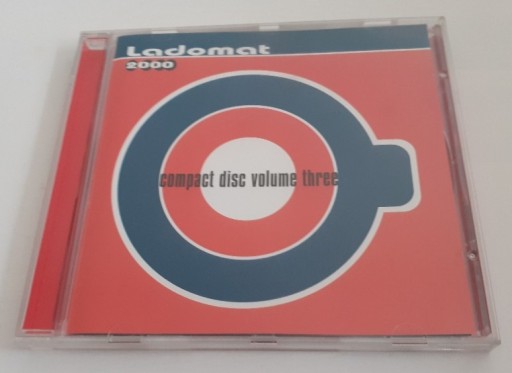 Ladomat
2000
compact disc volume three